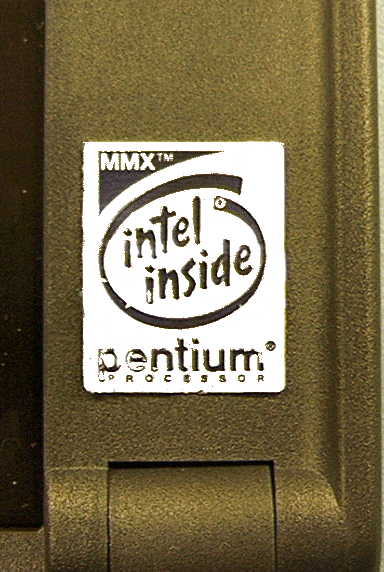 MMX™
intel®
inside
pentium®
PROCESSOR